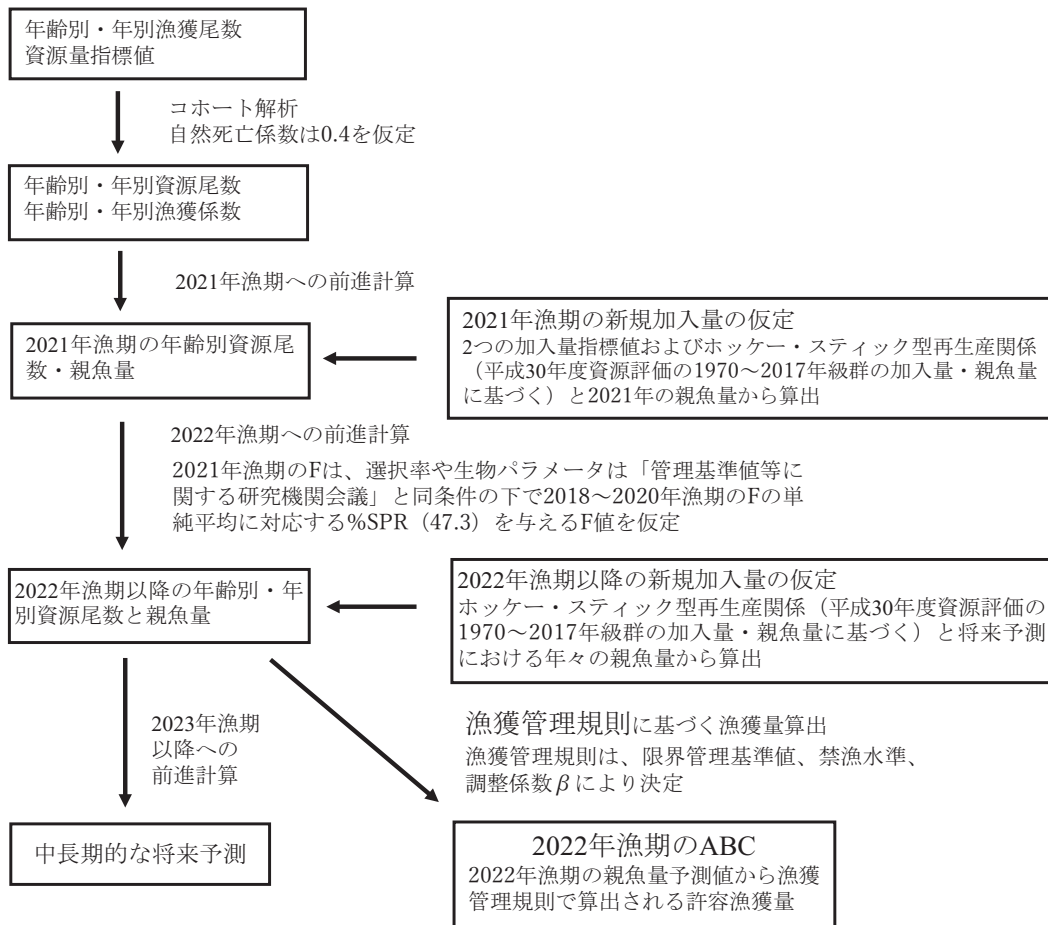 年齢別・年別漁獲尾数
資源量指標値
コホート解析
自然死亡係数は0.4を仮定
年齢別・年別資源尾数
年齢別・年別漁獲係数
2021年漁期への前進計算
2021年漁期の年齢別資源尾
数・親魚量
2021年漁期の新規加入量の仮定
2つの加入量指標値およびホッケー・スティック型再生産関係
（平成30年度資源評価の1970～2017年級群の加入量・親魚量
に基づく）と2021年の親魚量から算出
2022年漁期への前進計算
2021年漁期のFは、選択率や生物パラメータは「管理基準値等に
関する研究機関会議」と同条件の下で2018～2020年漁期のFの単
純平均に対応する%SPR（47.3）を与えるF値を仮定
2022年漁期以降の年齢別・年
別資源尾数と親魚量
2022年漁期以降の新規加入量の仮定
ホッケー・スティック型再生産関係（平成30年度資源評価の
1970～2017年級群の加入量・親魚量に基づく）と将来予測
における年々の親魚量から算出
2023年漁期
以降への
前進計算
漁獲管理規則に基づく漁獲量算出
漁獲管理規則は、限界管理基準値、禁漁水準、
調整係数βにより決定
中長期的な将来予測
2022年漁期のABC
2022年漁期の親魚量予測値から漁獲
管理規則で算出される許容漁獲量